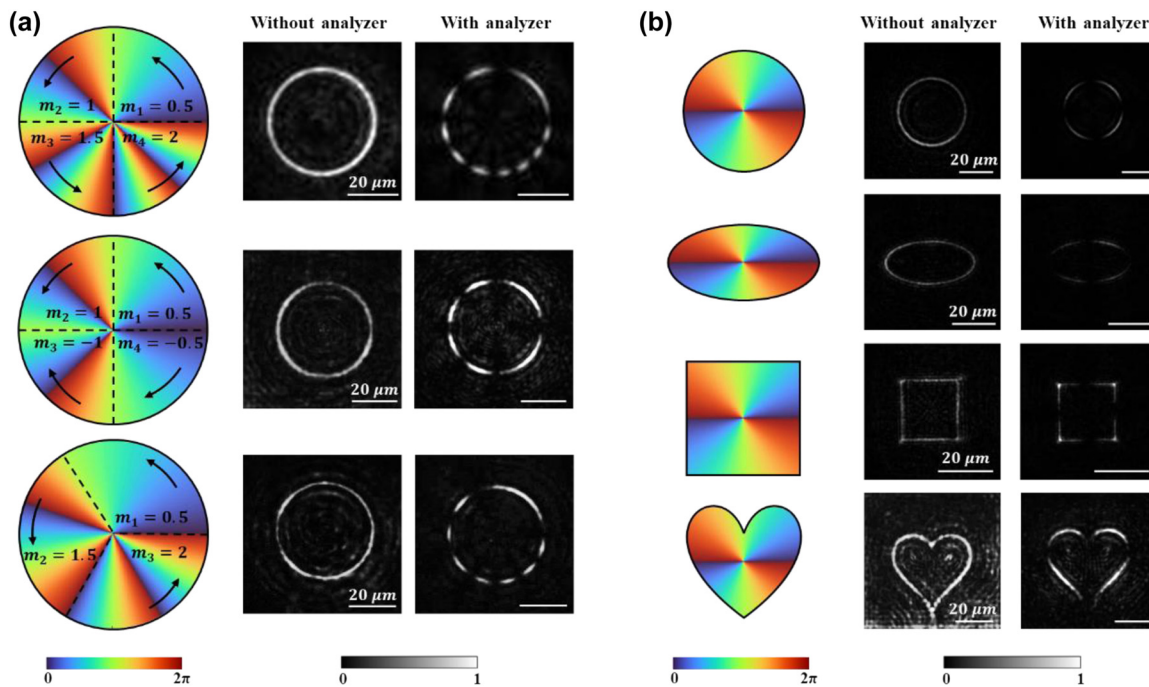 (a)
Without analyzer With analyzer
m₂ = 1 m₁ = 0.5
m₃ = 1.5 m₄ = 2
20 μm
m₂ = 1 m₁ = 0.5
m₃ = −1 m₄ = −0.5
20 μm
m₁ = 0.5
m₂ = 1.5 m₃ = 2
20 μm
0 2π
0 1
(b)
Without analyzer With analyzer
20 μm
20 μm
20 μm
20 μm
0 2π
0 1